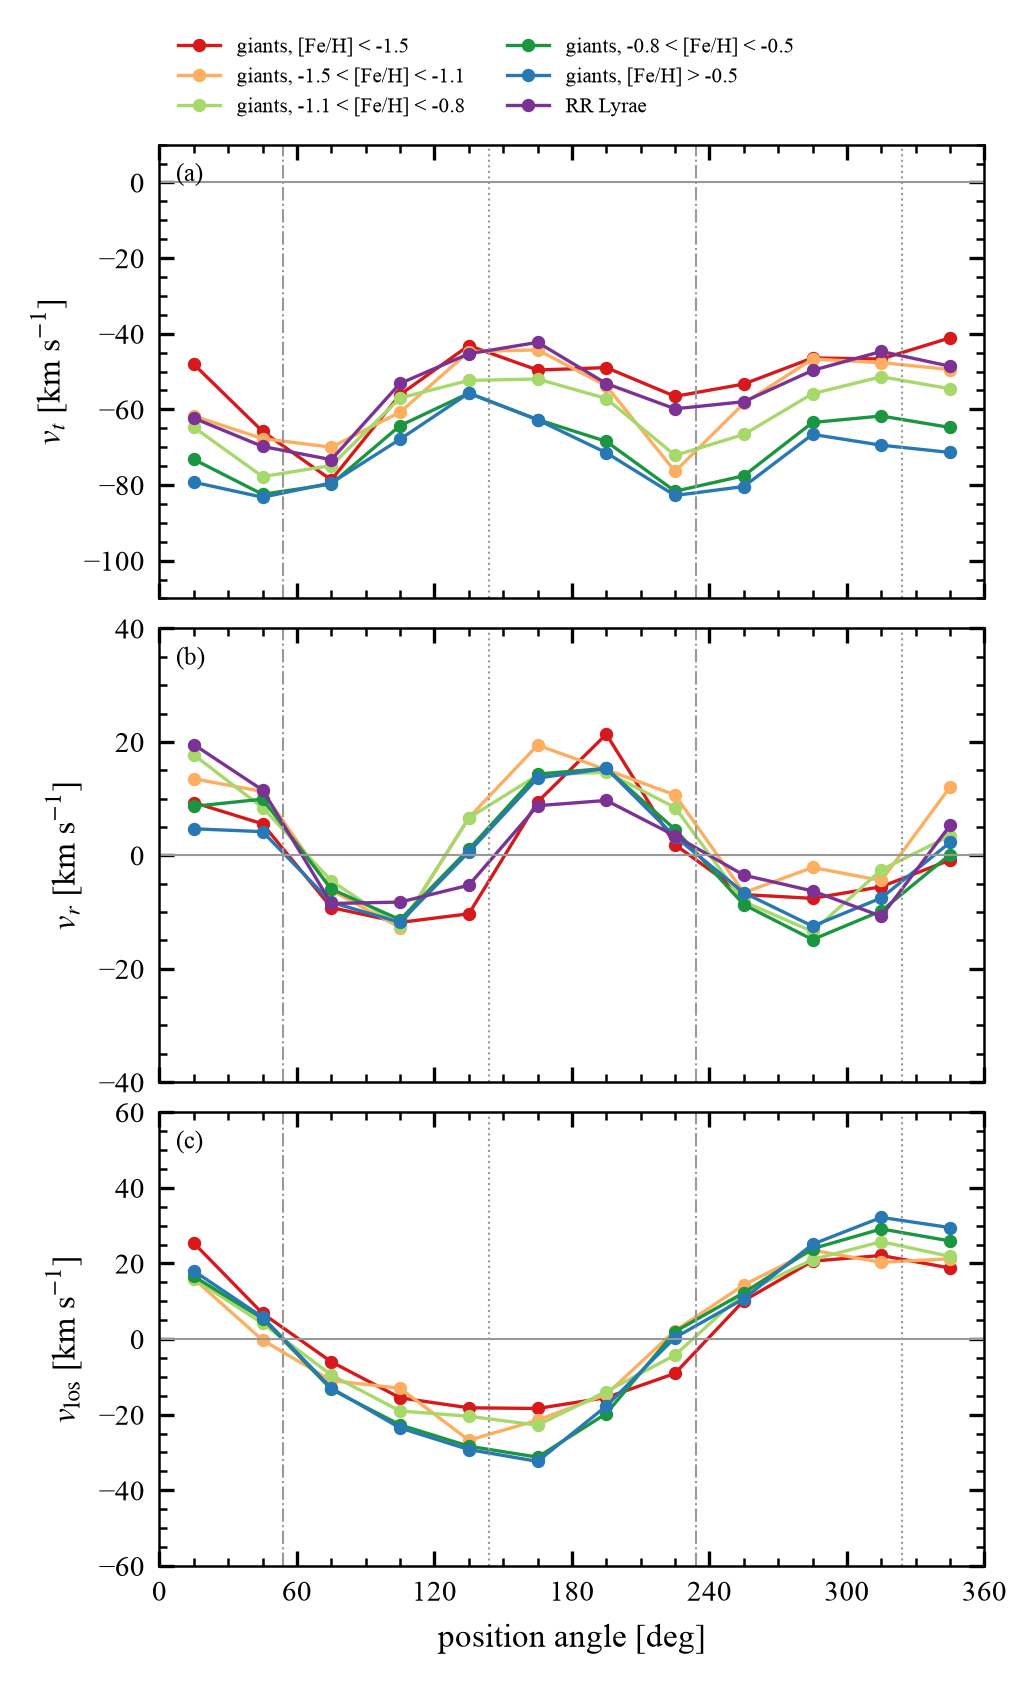 giants, [Fe/H] < -1.5
giants, -1.5 < [Fe/H] < -1.1
giants, -1.1 < [Fe/H] < -0.8
giants, -0.8 < [Fe/H] < -0.5
giants, [Fe/H] > -0.5
RR Lyrae
(a)
0
−20
−40
−60
−80
−100
v_t [km s⁻¹]
(b)
40
20
0
−20
−40
v_r [km s⁻¹]
(c)
60
40
20
0
−20
−40
−60
v_los [km s⁻¹]
0 60 120 180 240 300 360
position angle [deg]